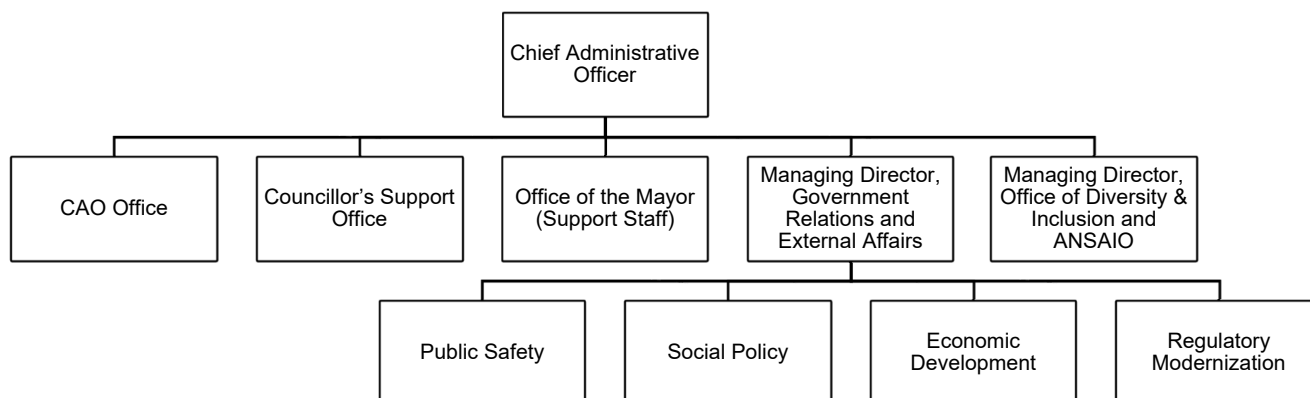 Chief Administrative
Officer
CAO Office
Councillor's Support
Office
Office of the Mayor
(Support Staff)
Managing Director,
Government
Relations and
External Affairs
Managing Director,
Office of Diversity &
Inclusion and
ANSAIO
Public Safety
Social Policy
Economic
Development
Regulatory
Modernization